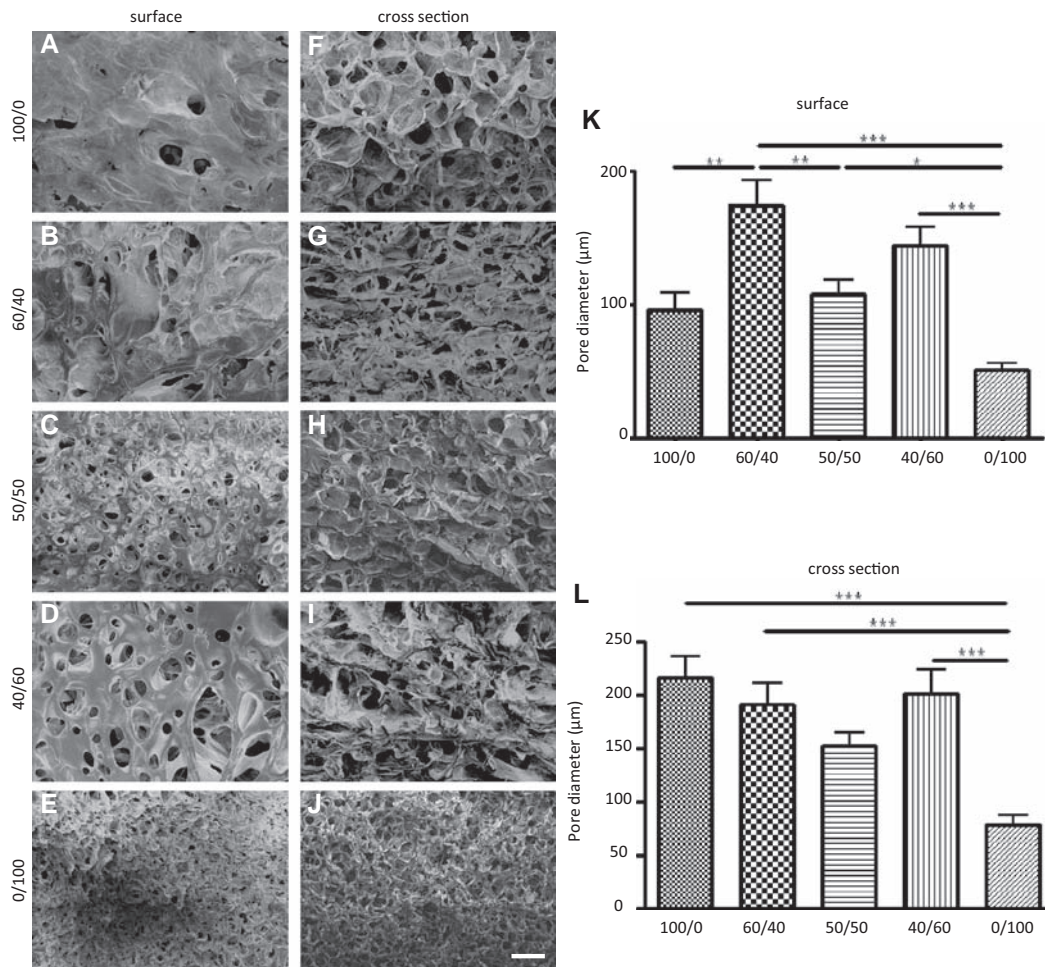 surface
cross section
A
F
100/0
B
G
60/40
C
H
50/50
D
I
40/60
E
J
0/100
K
surface
***
** ** *
***
Pore diameter (μm)
200
100
0
100/0 60/40 50/50 40/60 0/100
L
cross section
***
***
***
Pore diameter (μm)
250
200
150
100
50
0
100/0 60/40 50/50 40/60 0/100